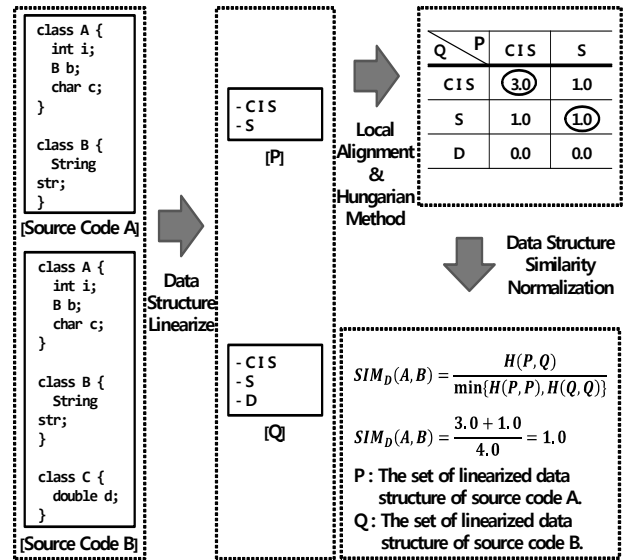 class A {
int i;
B b;
char c;
}
class B {
String
str;
}
[Source Code A]
class A {
int i;
B b;
char c;
}
class B {
String
str;
}
class C {
double d;
}
[Source Code B]
Data
Structure
Linearize
- C I S
- S
[P]
- C I S
- S
- D
[Q]
Local
Alignment
&
Hungarian
Method
Q P C I S S
C I S 3.0 1.0
S 1.0 1.0
D 0.0 0.0
Data Structure
Similarity
Normalization
SIM_D(A, B) = H(P, Q) / min{H(P, P), H(Q, Q)}
SIM_D(A, B) = 3.0 + 1.0 / 4.0 = 1.0
P : The set of linearized data
structure of source code A.
Q : The set of linearized data
structure of source code B.